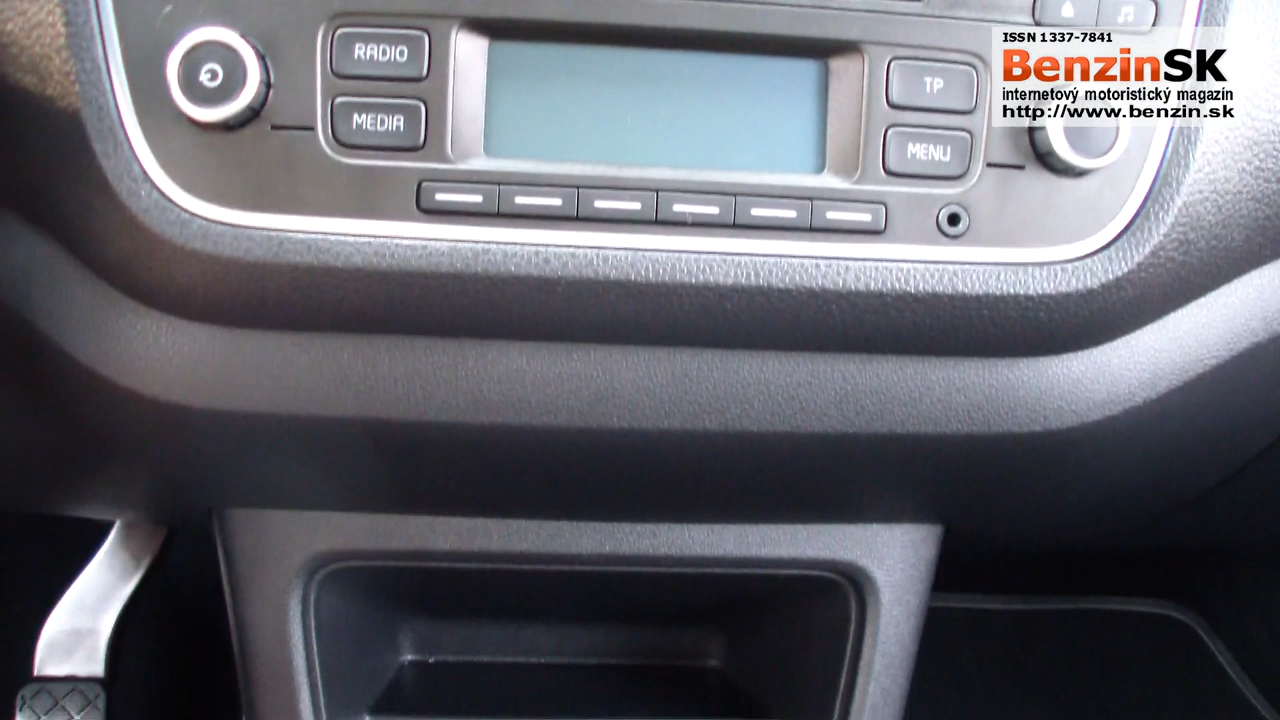 RADIO
MEDIA
TP
MENU
ISSN 1337-7841
BenzinSK
internetový motoristický magazín
http://www.benzin.sk